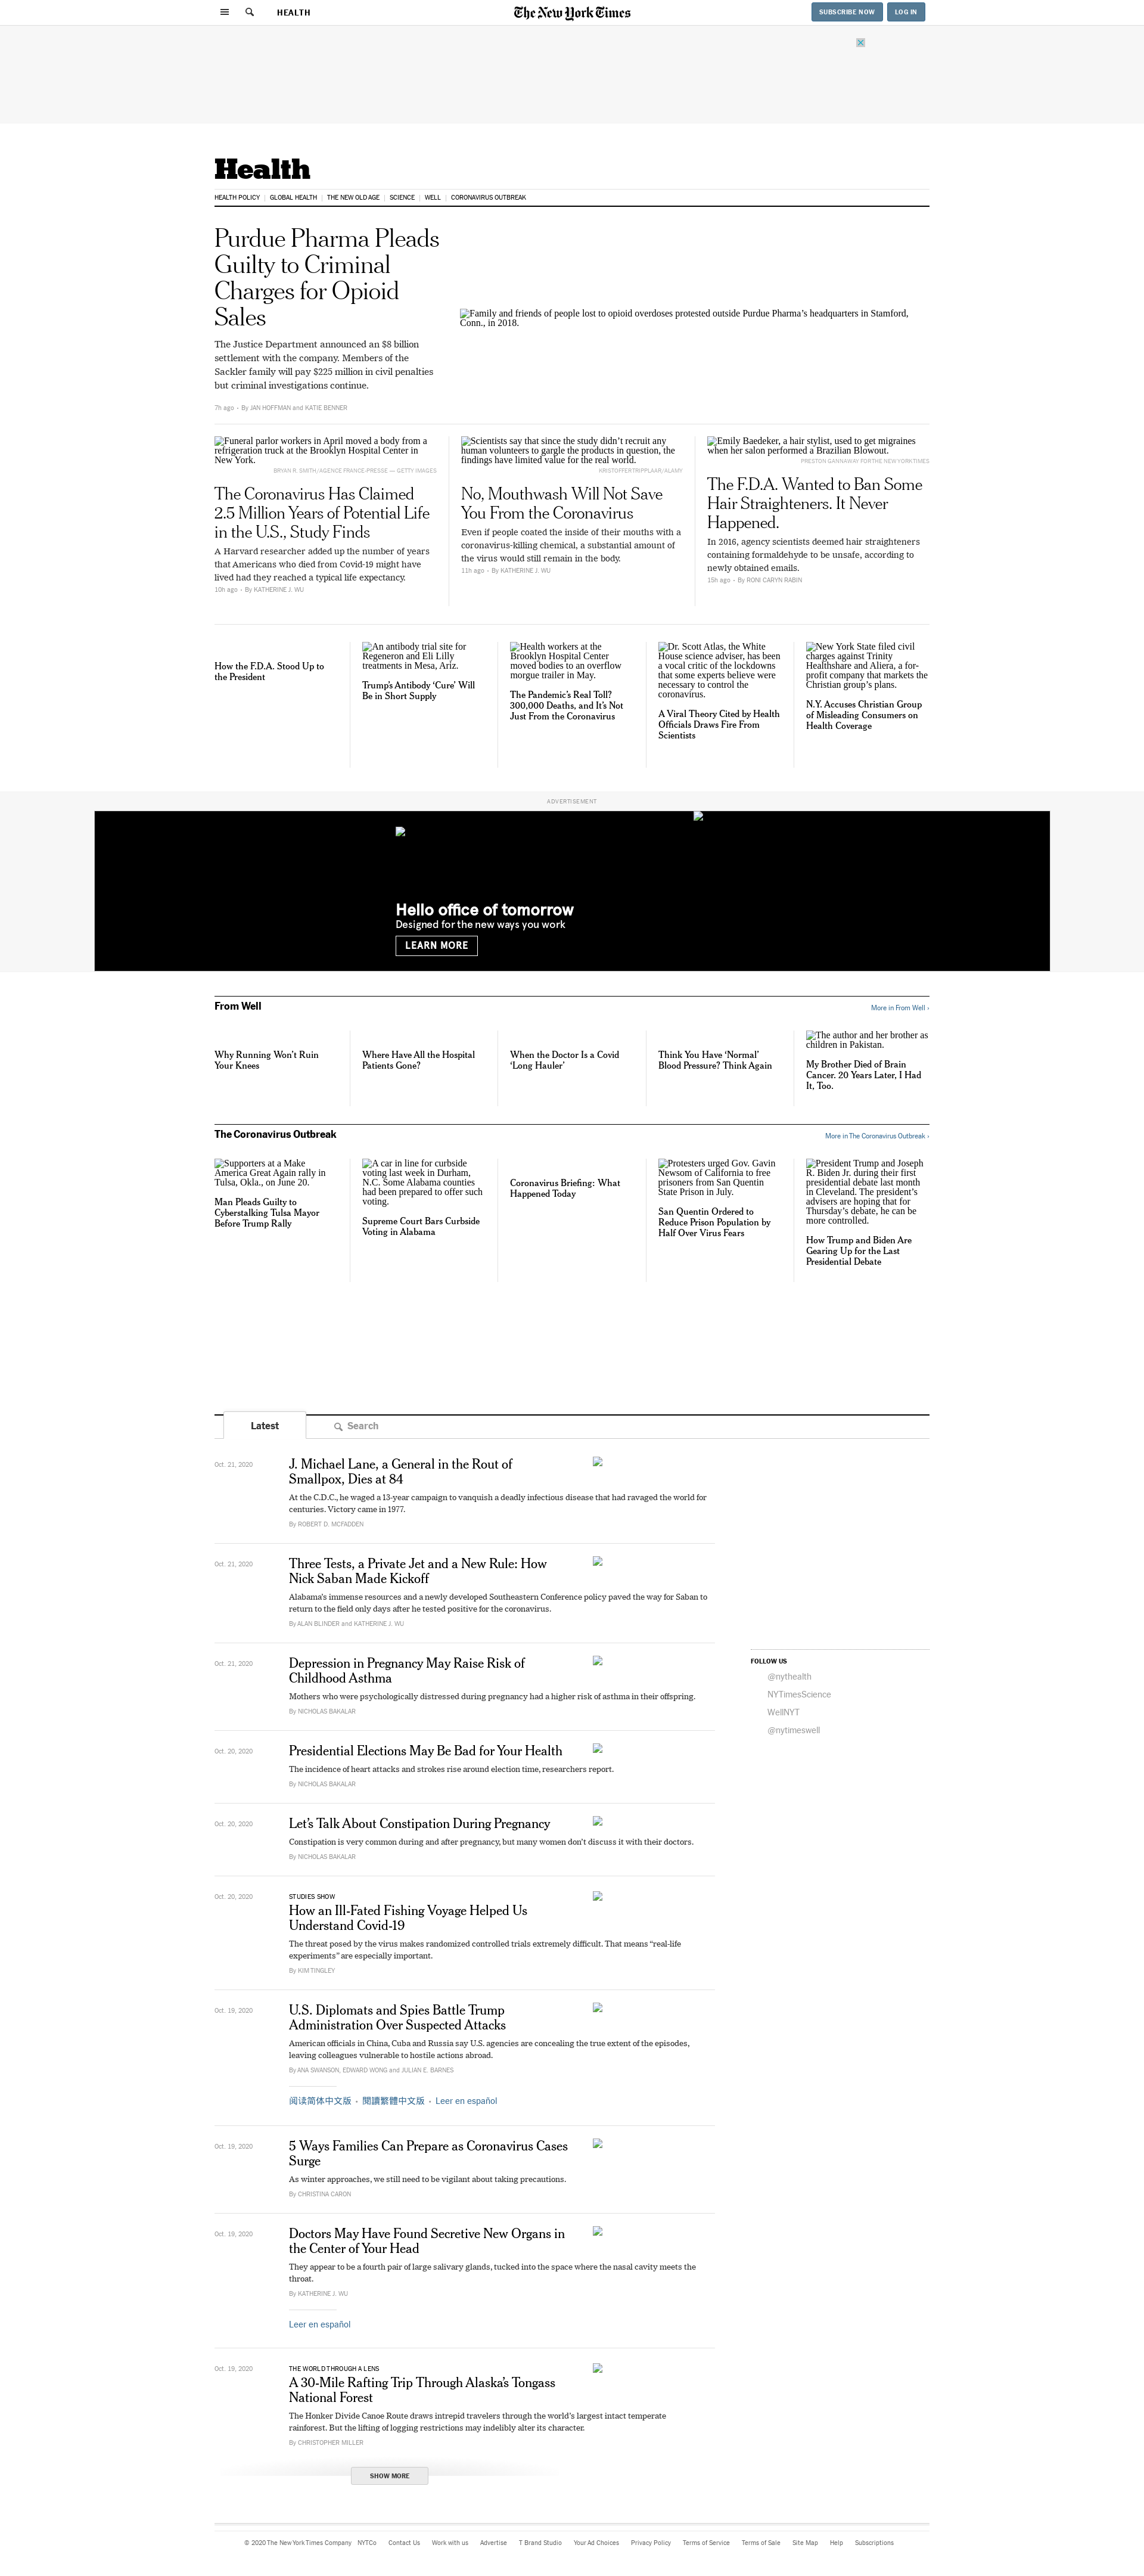 HEALTH
The New York Times
SUBSCRIBE NOW
LOG IN
Health
HEALTH POLICY
GLOBAL HEALTH
THE NEW OLD AGE
SCIENCE
WELL
CORONAVIRUS OUTBREAK
Purdue Pharma Pleads
Guilty to Criminal
Charges for Opioid
Sales
The Justice Department announced an $8 billion
settlement with the company. Members of the
Sackler family will pay $225 million in civil penalties
but criminal investigations continue.
7h ago • By JAN HOFFMAN and KATIE BENNER
Family and friends of people lost to opioid overdoses protested outside Purdue Pharma’s headquarters in Stamford,
Conn., in 2018.
Funeral parlor workers in April moved a body from a
refrigeration truck at the Brooklyn Hospital Center in
New York.
BRYAN R. SMITH/AGENCE FRANCE-PRESSE — GETTY IMAGES
The Coronavirus Has Claimed
2.5 Million Years of Potential Life
in the U.S., Study Finds
A Harvard researcher added up the number of years
that Americans who died from Covid-19 might have
lived had they reached a typical life expectancy.
10h ago • By KATHERINE J. WU
Scientists say that since the study didn’t recruit any
human volunteers to gargle the products in question, the
findings have limited value for the real world.
KRISTOFFER TRIPPLAAR/ALAMY
No, Mouthwash Will Not Save
You From the Coronavirus
Even if people coated the inside of their mouths with a
coronavirus-killing chemical, a substantial amount of
the virus would still remain in the body.
11h ago • By KATHERINE J. WU
Emily Baedeker, a hair stylist, used to get migraines
when her salon performed a Brazilian Blowout.
PRESTON GANNAWAY FOR THE NEW YORK TIMES
The F.D.A. Wanted to Ban Some
Hair Straighteners. It Never
Happened.
In 2016, agency scientists deemed hair straighteners
containing formaldehyde to be unsafe, according to
newly obtained emails.
15h ago • By RONI CARYN RABIN
How the F.D.A. Stood Up to
the President
An antibody trial site for
Regeneron and Eli Lilly
treatments in Mesa, Ariz.
Trump’s Antibody ‘Cure’ Will
Be in Short Supply
Health workers at the
Brooklyn Hospital Center
moved bodies to an overflow
morgue trailer in May.
The Pandemic’s Real Toll?
300,000 Deaths, and It’s Not
Just From the Coronavirus
Dr. Scott Atlas, the White
House science adviser, has been
a vocal critic of the lockdowns
that some experts believe were
necessary to control the
coronavirus.
A Viral Theory Cited by Health
Officials Draws Fire From
Scientists
New York State filed civil
charges against Trinity
Healthshare and Aliera, a for-
profit company that markets the
Christian group’s plans.
N.Y. Accuses Christian Group
of Misleading Consumers on
Health Coverage
ADVERTISEMENT
Hello office of tomorrow
Designed for the new ways you work
LEARN MORE
From Well
More in From Well ›
Why Running Won’t Ruin
Your Knees
Where Have All the Hospital
Patients Gone?
When the Doctor Is a Covid
‘Long Hauler’
Think You Have ‘Normal’
Blood Pressure? Think Again
The author and her brother as
children in Pakistan.
My Brother Died of Brain
Cancer. 20 Years Later, I Had
It, Too.
The Coronavirus Outbreak
More in The Coronavirus Outbreak ›
Supporters at a Make
America Great Again rally in
Tulsa, Okla., on June 20.
Man Pleads Guilty to
Cyberstalking Tulsa Mayor
Before Trump Rally
A car in line for curbside
voting last week in Durham,
N.C. Some Alabama counties
had been prepared to offer such
voting.
Supreme Court Bars Curbside
Voting in Alabama
Coronavirus Briefing: What
Happened Today
Protesters urged Gov. Gavin
Newsom of California to free
prisoners from San Quentin
State Prison in July.
San Quentin Ordered to
Reduce Prison Population by
Half Over Virus Fears
President Trump and Joseph
R. Biden Jr. during their first
presidential debate last month
in Cleveland. The president’s
advisers are hoping that for
Thursday’s debate, he can be
more controlled.
How Trump and Biden Are
Gearing Up for the Last
Presidential Debate
Latest
Search
Oct. 21, 2020
J. Michael Lane, a General in the Rout of
Smallpox, Dies at 84
At the C.D.C., he waged a 13-year campaign to vanquish a deadly infectious disease that had ravaged the world for
centuries. Victory came in 1977.
By ROBERT D. MCFADDEN
Oct. 21, 2020
Three Tests, a Private Jet and a New Rule: How
Nick Saban Made Kickoff
Alabama’s immense resources and a newly developed Southeastern Conference policy paved the way for Saban to
return to the field only days after he tested positive for the coronavirus.
By ALAN BLINDER and KATHERINE J. WU
Oct. 21, 2020
Depression in Pregnancy May Raise Risk of
Childhood Asthma
Mothers who were psychologically distressed during pregnancy had a higher risk of asthma in their offspring.
By NICHOLAS BAKALAR
FOLLOW US
@nythealth
NYTimesScience
WellNYT
@nytimeswell
Oct. 20, 2020
Presidential Elections May Be Bad for Your Health
The incidence of heart attacks and strokes rise around election time, researchers report.
By NICHOLAS BAKALAR
Oct. 20, 2020
Let’s Talk About Constipation During Pregnancy
Constipation is very common during and after pregnancy, but many women don’t discuss it with their doctors.
By NICHOLAS BAKALAR
Oct. 20, 2020
STUDIES SHOW
How an Ill-Fated Fishing Voyage Helped Us
Understand Covid-19
The threat posed by the virus makes randomized controlled trials extremely difficult. That means “real-life
experiments” are especially important.
By KIM TINGLEY
Oct. 19, 2020
U.S. Diplomats and Spies Battle Trump
Administration Over Suspected Attacks
American officials in China, Cuba and Russia say U.S. agencies are concealing the true extent of the episodes,
leaving colleagues vulnerable to hostile actions abroad.
By ANA SWANSON, EDWARD WONG and JULIAN E. BARNES
阅读简体中文版 • 閱讀繁體中文版 • Leer en español
Oct. 19, 2020
5 Ways Families Can Prepare as Coronavirus Cases
Surge
As winter approaches, we still need to be vigilant about taking precautions.
By CHRISTINA CARON
Oct. 19, 2020
Doctors May Have Found Secretive New Organs in
the Center of Your Head
They appear to be a fourth pair of large salivary glands, tucked into the space where the nasal cavity meets the
throat.
By KATHERINE J. WU
Leer en español
Oct. 19, 2020
THE WORLD THROUGH A LENS
A 30-Mile Rafting Trip Through Alaska’s Tongass
National Forest
The Honker Divide Canoe Route draws intrepid travelers through the world’s largest intact temperate
rainforest. But the lifting of logging restrictions may indelibly alter its character.
By CHRISTOPHER MILLER
SHOW MORE
© 2020 The New York Times Company NYTCo Contact Us Work with us Advertise T Brand Studio Your Ad Choices Privacy Policy Terms of Service Terms of Sale Site Map Help Subscriptions